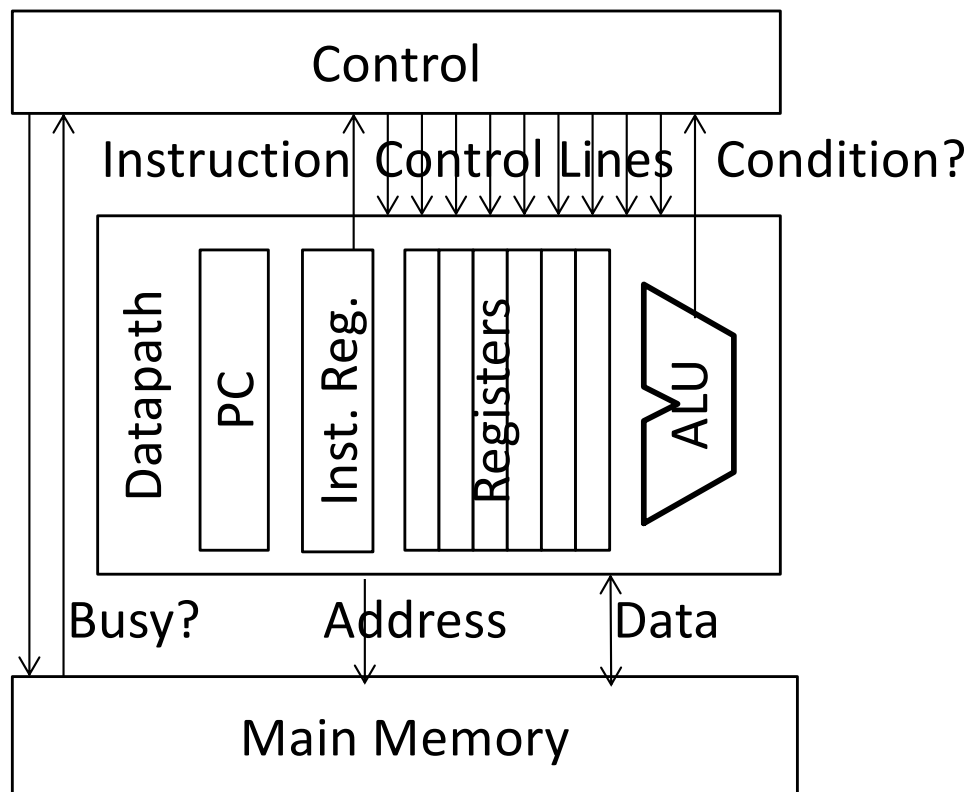 Control
Instruction Control Lines Condition?
Datapath
PC
Inst. Reg.
Registers
ALU
Busy? Address Data
Main Memory